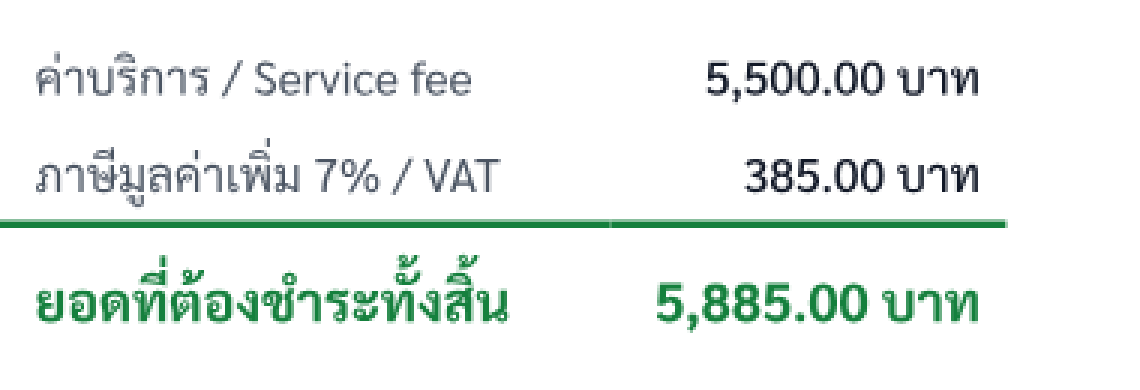 ค่าบริการ / Service fee 5,500.00 บาท
ภาษีมูลค่าเพิ่ม 7% / VAT 385.00 บาท
ยอดที่ต้องชำระทั้งสิ้น 5,885.00 บาท